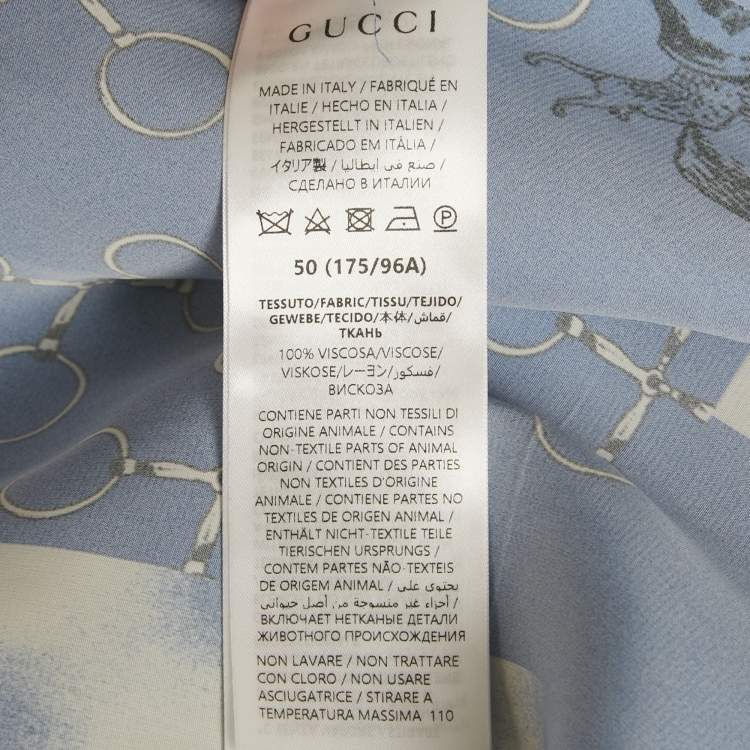 GUCCI
MADE IN ITALY / FABRIQUÉ EN
ITALIE / HECHO EN ITALIA /
HERGESTELLT IN ITALIEN /
FABRICADO EM ITÁLIA /
イタリア製 / صنع في ايطاليا /
СДЕЛАНО В ИТАЛИИ
50 (175/96A)
TESSUTO/FABRIC/TISSU/TEJIDO/
GEWEBE/TECIDO/本体/قماش/
ТКАНЬ
100% VISCOSA/VISCOSE/
VISKOSE/レーヨン/فسكوز/
ВИСКОЗА
CONTIENE PARTI NON TESSILI DI
ORIGINE ANIMALE / CONTAINS
NON-TEXTILE PARTS OF ANIMAL
ORIGIN / CONTIENT DES PARTIES
NON TEXTILES D'ORIGINE
ANIMALE / CONTIENE PARTES NO
TEXTILES DE ORIGEN ANIMAL /
ENTHÄLT NICHT-TEXTILE TEILE
TIERISCHEN URSPRUNGS /
CONTEM PARTES NÃO-TEXTEIS
DE ORIGEM ANIMAL / يحتوي على
أجزاء غير منسوجة من أصل حيواني /
ВКЛЮЧАЕТ НЕТКАНЫЕ ДЕТАЛИ
ЖИВОТНОГО ПРОИСХОЖДЕНИЯ
NON LAVARE / NON TRATTARE
CON CLORO / NON USARE
ASCIUGATRICE / STIRARE A
TEMPERATURA MASSIMA 110